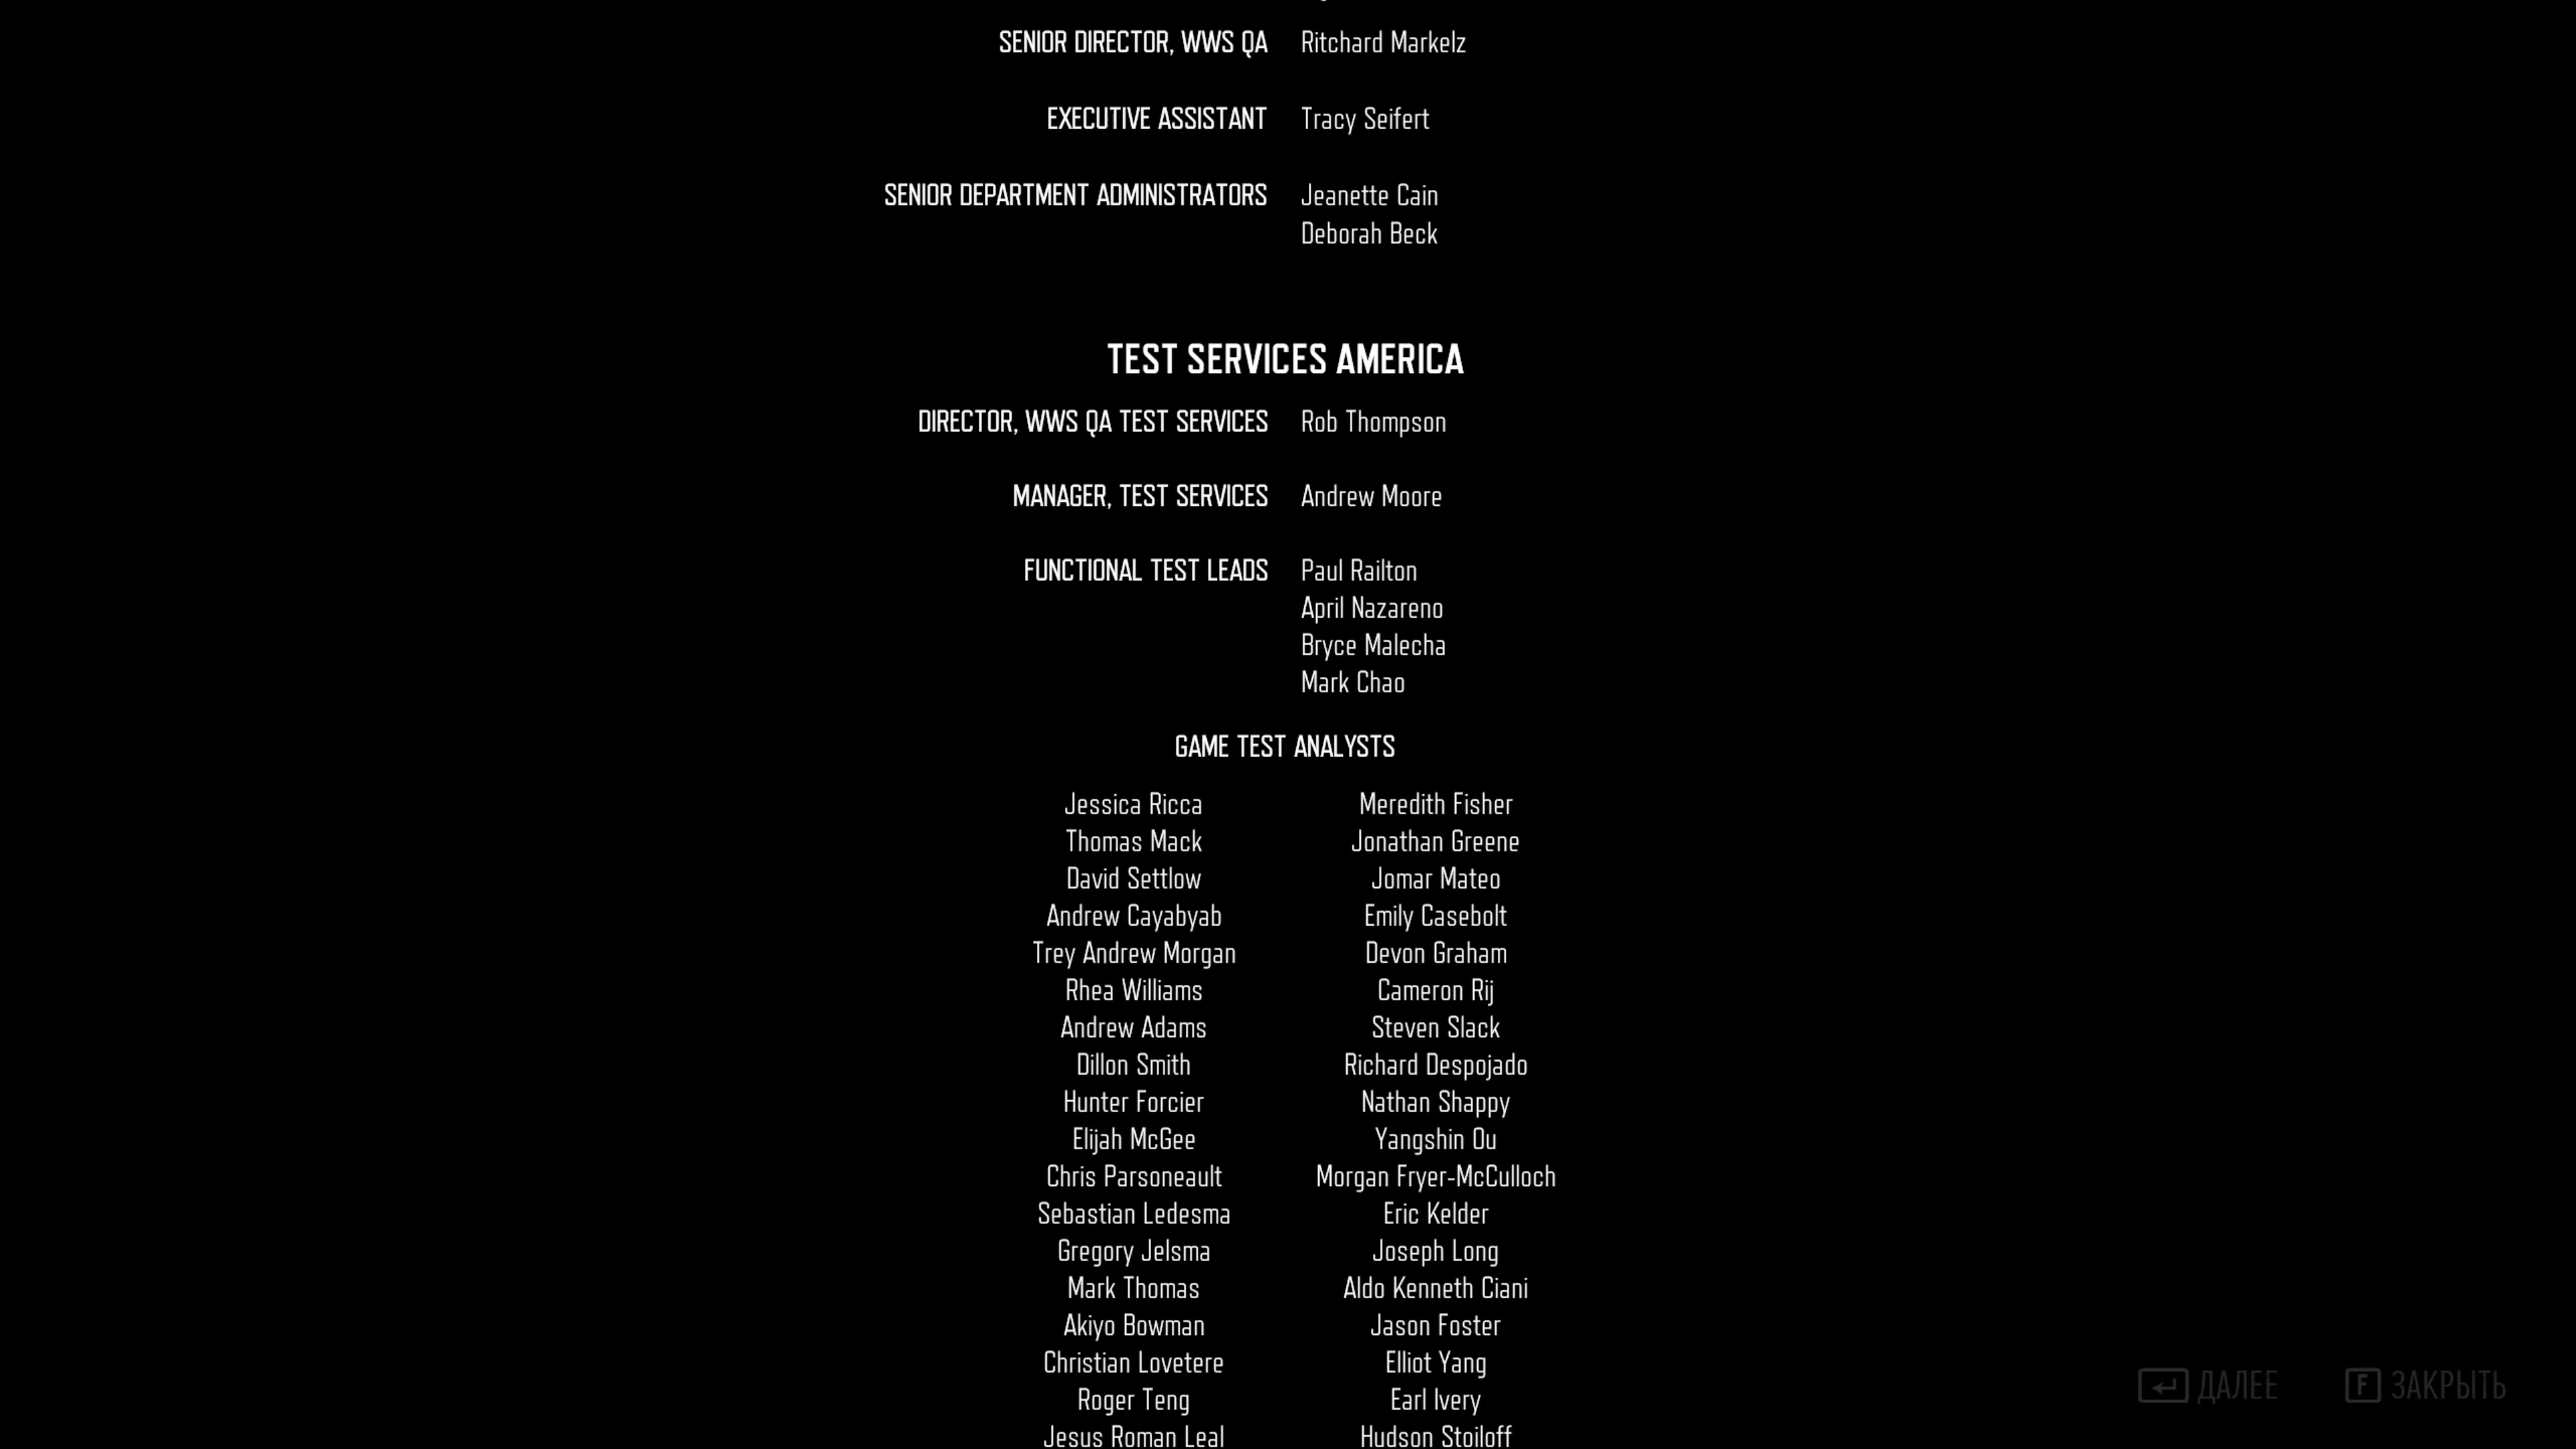 SENIOR DIRECTOR, WWS QA Ritchard Markelz
EXECUTIVE ASSISTANT Tracy Seifert
SENIOR DEPARTMENT ADMINISTRATORS Jeanette Cain
Deborah Beck
TEST SERVICES AMERICA
DIRECTOR, WWS QA TEST SERVICES Rob Thompson
MANAGER, TEST SERVICES Andrew Moore
FUNCTIONAL TEST LEADS Paul Railton
April Nazareno
Bryce Malecha
Mark Chao
GAME TEST ANALYSTS
Jessica Ricca Meredith Fisher
Thomas Mack Jonathan Greene
David Settlow Jomar Mateo
Andrew Cayabyab Emily Casebolt
Trey Andrew Morgan Devon Graham
Rhea Williams Cameron Rij
Andrew Adams Steven Slack
Dillon Smith Richard Despojado
Hunter Forcier Nathan Shappy
Elijah McGee Yangshin Ou
Chris Parsoneault Morgan Fryer-McCulloch
Sebastian Ledesma Eric Kelder
Gregory Jelsma Joseph Long
Mark Thomas Aldo Kenneth Ciani
Akiyo Bowman Jason Foster
Christian Lovetere Elliot Yang
Roger Teng Earl Ivery
Jesus Roman Leal Hudson Stoiloff
ДАЛЕЕ F ЗАКРЫТЬ